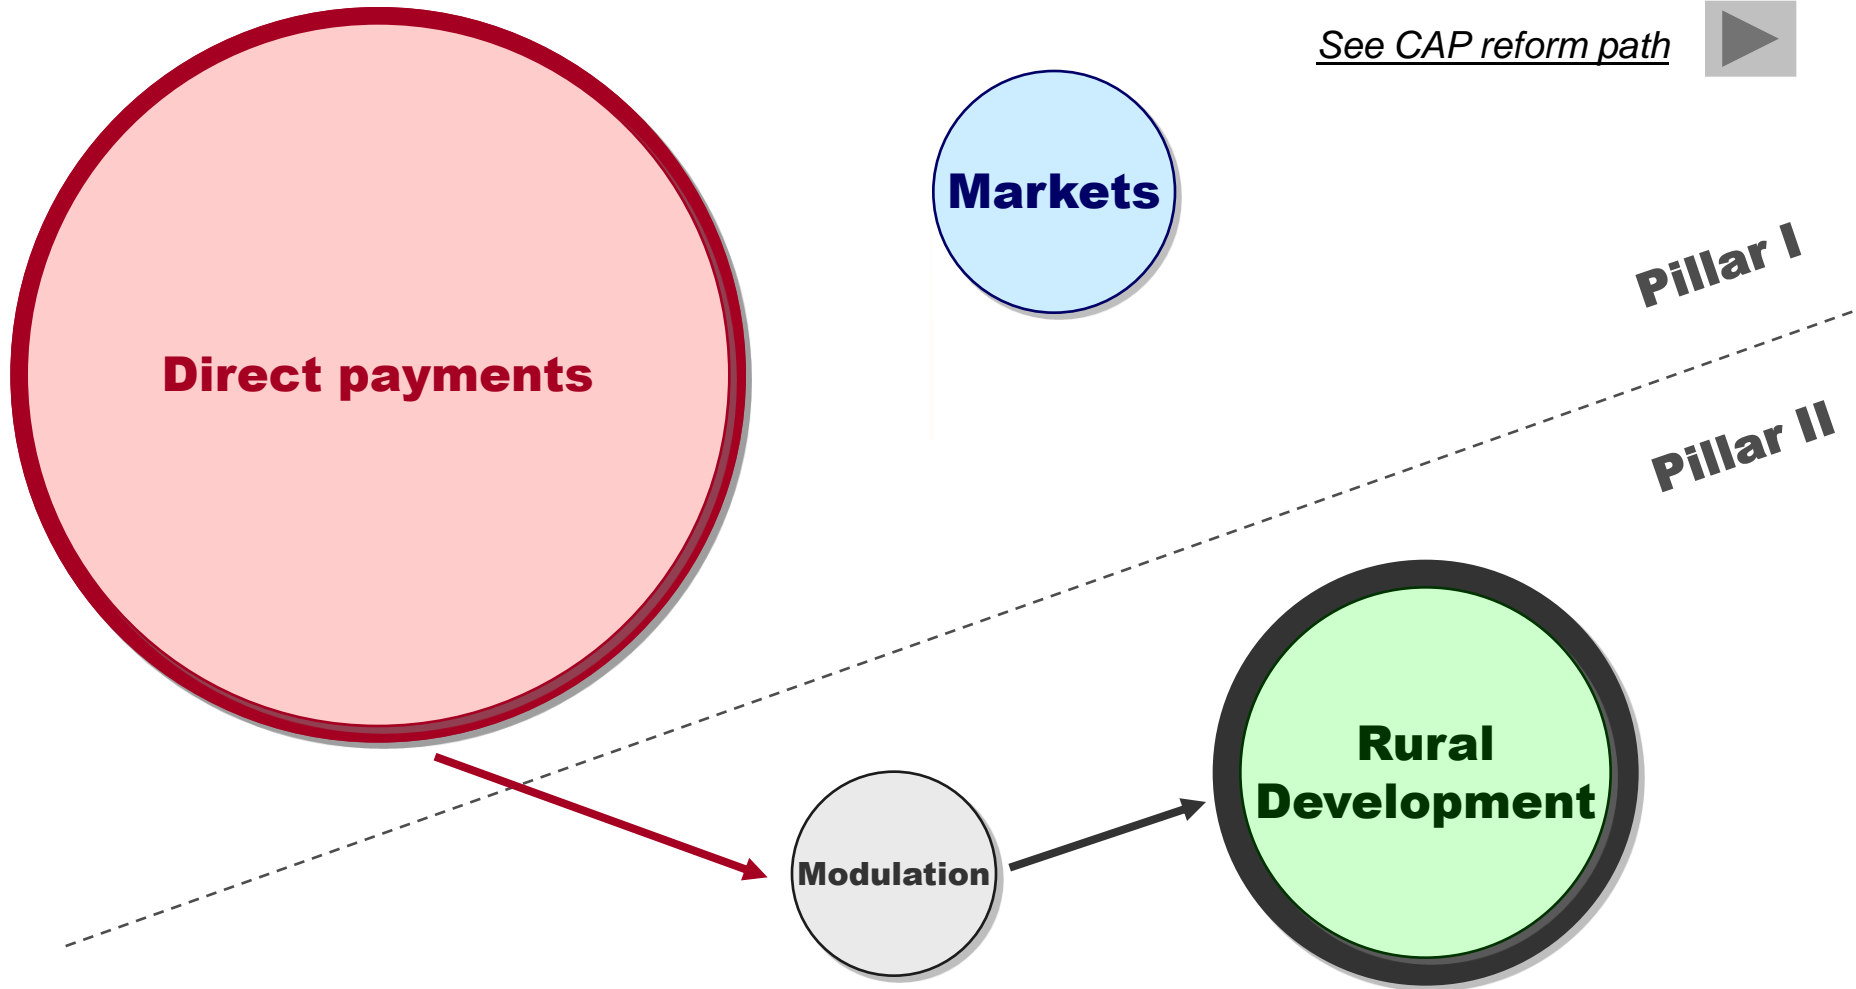 See CAP reform path
Markets
Pillar I
Direct payments
Pillar II
Rural
Development
Modulation